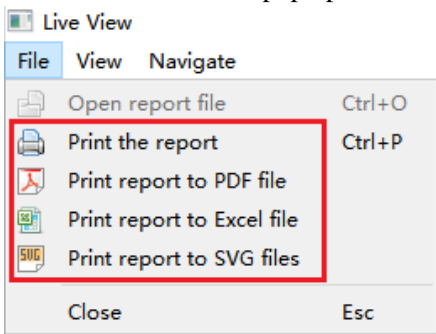 Live View
File View Navigate
Open report file Ctrl+O
Print the report Ctrl+P
Print report to PDF file
Print report to Excel file
SVG Print report to SVG files
Close Esc